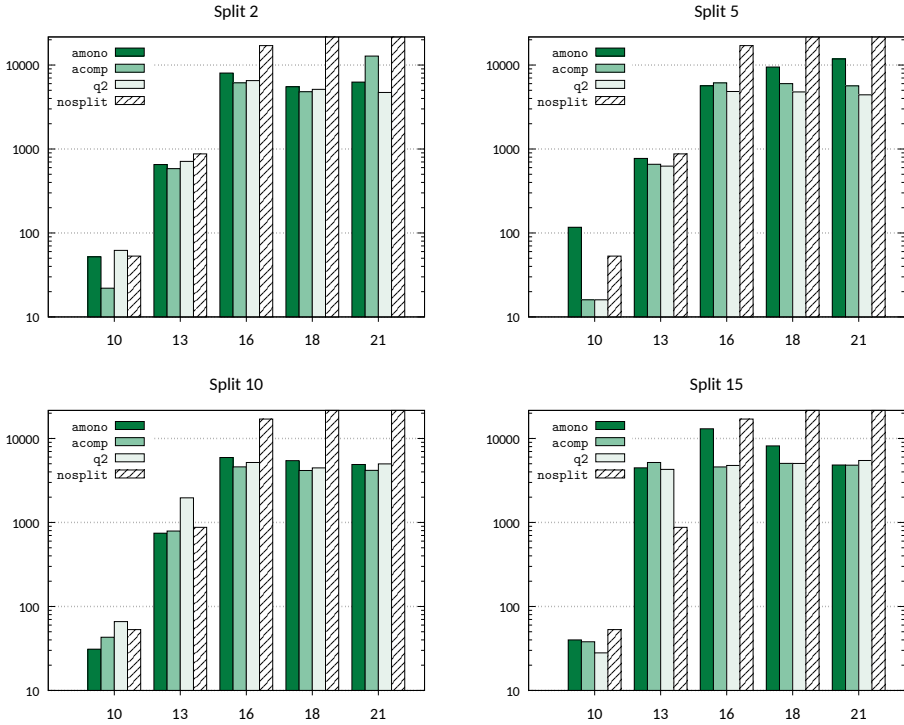 Split 2
amono
acomp
q2
nosplit
10000
1000
100
10
10 13 16 18 21
Split 5
amono
acomp
q2
nosplit
10000
1000
100
10
10 13 16 18 21
Split 10
amono
acomp
q2
nosplit
10000
1000
100
10
10 13 16 18 21
Split 15
amono
acomp
q2
nosplit
10000
1000
100
10
10 13 16 18 21